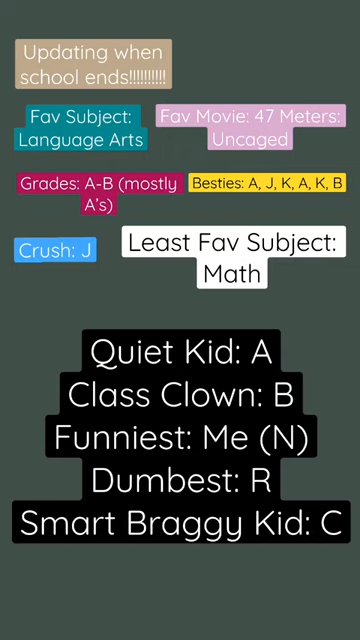 Updating when
school ends!!!!!!!!!!
Fav Subject:
Language Arts
Fav Movie: 47 Meters:
Uncaged
Grades: A-B (mostly
A's)
Besties: A, J, K, A, K, B
Crush: J
Least Fav Subject:
Math
Quiet Kid: A
Class Clown: B
Funniest: Me (N)
Dumbest: R
Smart Braggy Kid: C